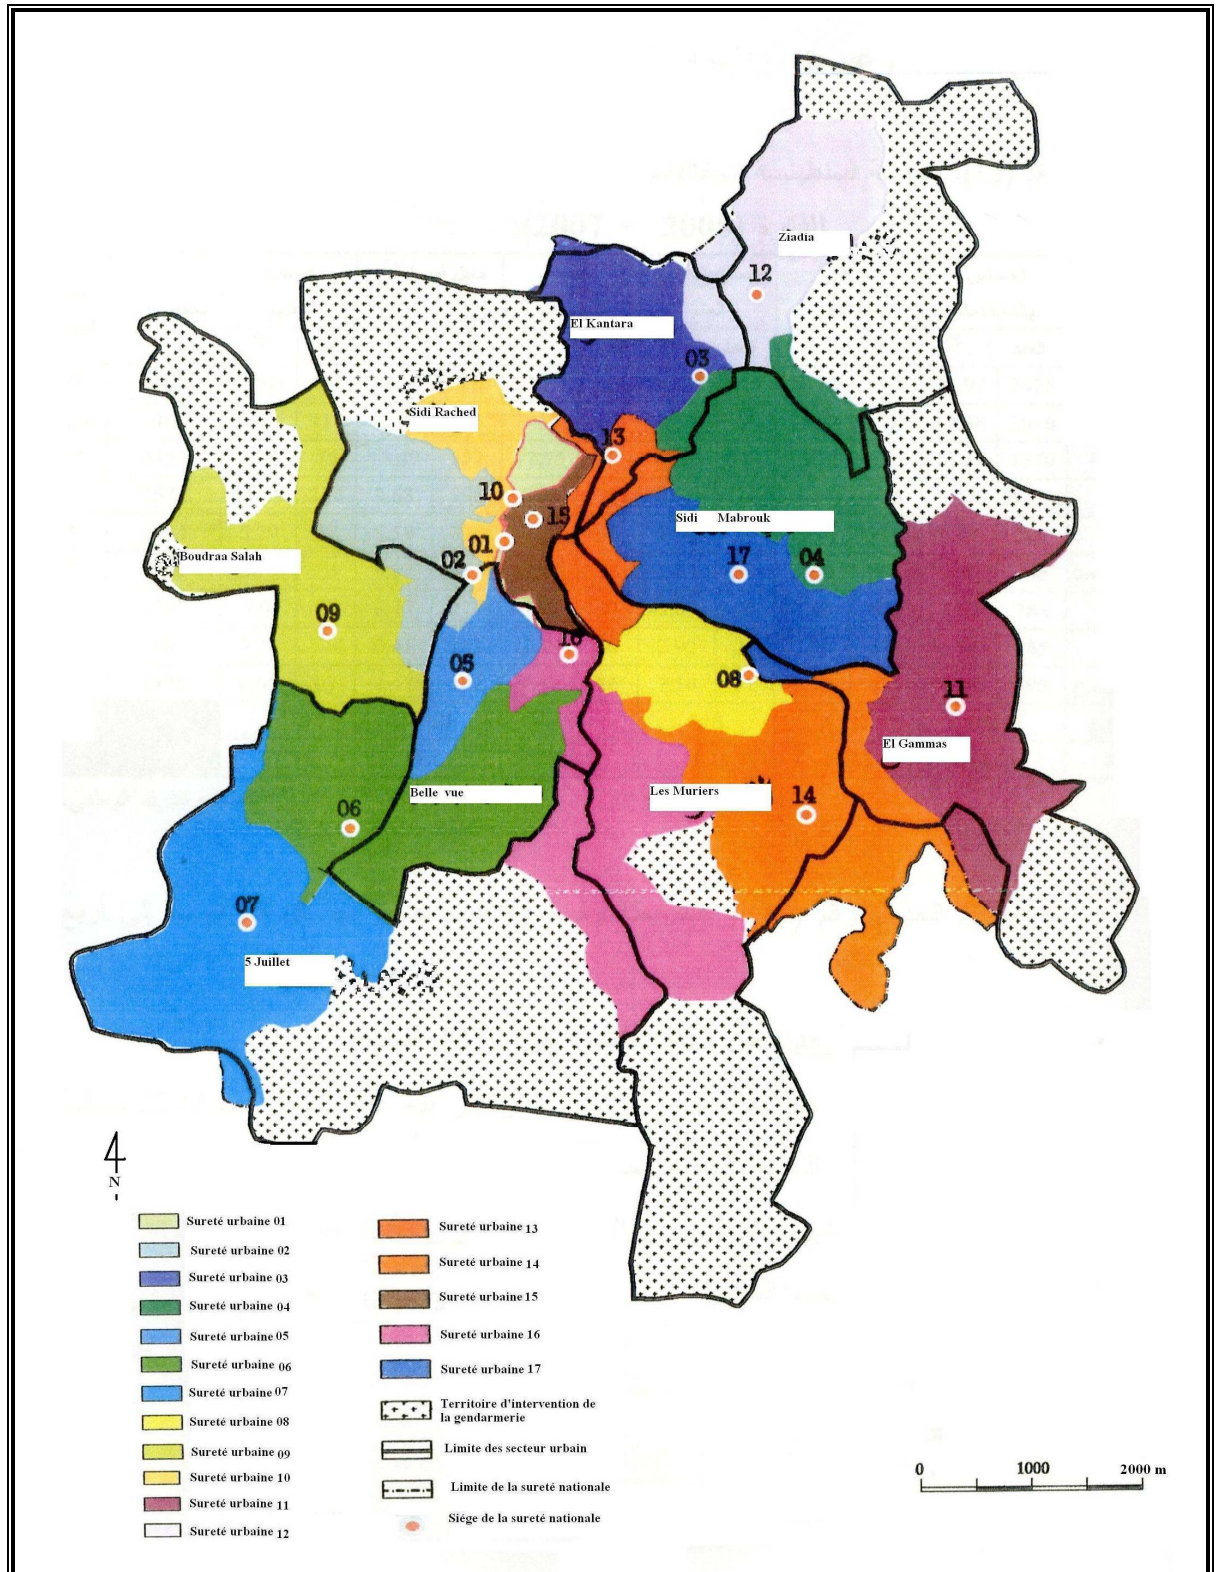 Ziadia
12
El Kantara
03
Sidi Rached
13
10
15
Sidi Mabrouk
01
02
17
04
Boudraa Salah
09
16
05
08
11
El Gammas
Belle vue
Les Muriers
14
06
07
5 Juillet
N
Sureté urbaine 01
Sureté urbaine 02
Sureté urbaine 03
Sureté urbaine 04
Sureté urbaine 05
Sureté urbaine 06
Sureté urbaine 07
Sureté urbaine 08
Sureté urbaine 09
Sureté urbaine 10
Sureté urbaine 11
Sureté urbaine 12
Sureté urbaine 13
Sureté urbaine 14
Sureté urbaine 15
Sureté urbaine 16
Sureté urbaine 17
Territoire d'intervention de
la gendarmerie
Limite des secteur urbain
Limite de la sureté nationale
Siége de la sureté nationale
0 1000 2000 m